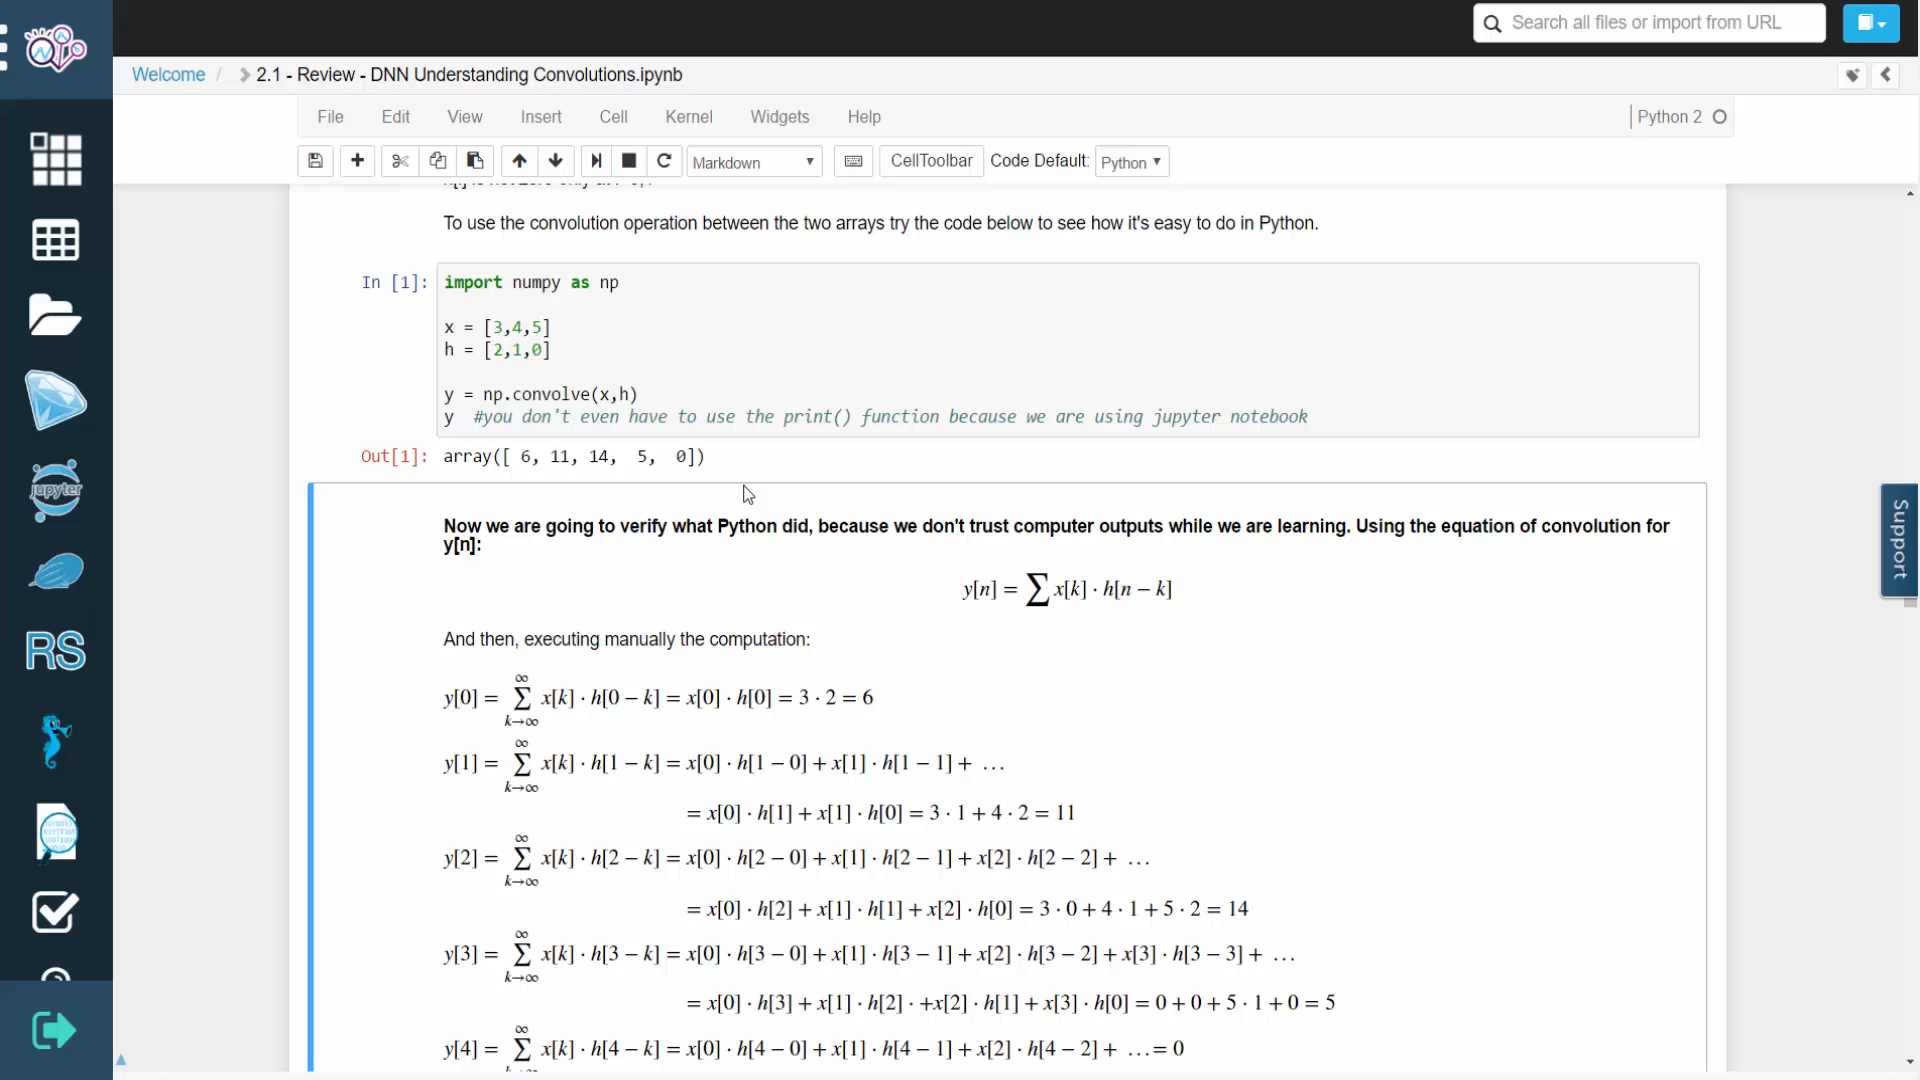 Search all files or import from URL
Welcome / 2.1 - Review - DNN Understanding Convolutions.ipynb
File Edit View Insert Cell Kernel Widgets Help Python 2
Markdown CellToolbar Code Default: Python
To use the convolution operation between the two arrays try the code below to see how it's easy to do in Python.
In [1]: import numpy as np
x = [3,4,5]
h = [2,1,0]
y = np.convolve(x,h)
y #you don't even have to use the print() function because we are using jupyter notebook
Out[1]: array([ 6, 11, 14,  5,  0])
Now we are going to verify what Python did, because we don't trust computer outputs while we are learning. Using the equation of convolution for
y[n]:
y[n] = ∑ x[k] · h[n − k]
And then, executing manually the computation:
y[0] = ∑_{k→∞}^{∞} x[k] · h[0 − k] = x[0] · h[0] = 3 · 2 = 6
y[1] = ∑_{k→∞}^{∞} x[k] · h[1 − k] = x[0] · h[1 − 0] + x[1] · h[1 − 1] + …
= x[0] · h[1] + x[1] · h[0] = 3 · 1 + 4 · 2 = 11
y[2] = ∑_{k→∞}^{∞} x[k] · h[2 − k] = x[0] · h[2 − 0] + x[1] · h[2 − 1] + x[2] · h[2 − 2] + …
= x[0] · h[2] + x[1] · h[1] + x[2] · h[0] = 3 · 0 + 4 · 1 + 5 · 2 = 14
y[3] = ∑_{k→∞}^{∞} x[k] · h[3 − k] = x[0] · h[3 − 0] + x[1] · h[3 − 1] + x[2] · h[3 − 2] + x[3] · h[3 − 3] + …
= x[0] · h[3] + x[1] · h[2] · +x[2] · h[1] + x[3] · h[0] = 0 + 0 + 5 · 1 + 0 = 5
y[4] = ∑^{∞} x[k] · h[4 − k] = x[0] · h[4 − 0] + x[1] · h[4 − 1] + x[2] · h[4 − 2] + … = 0
jupyter
RS
Support